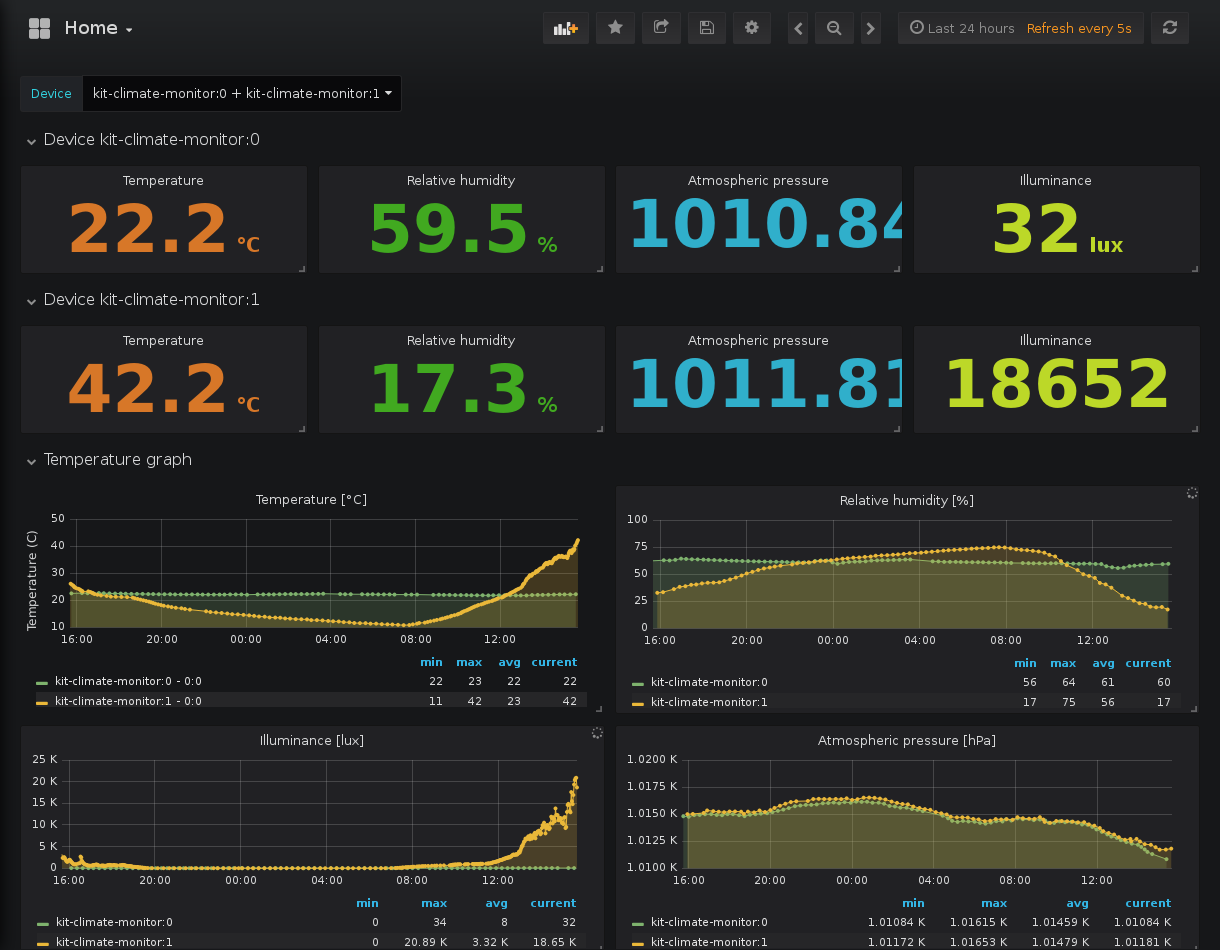 Home
Last 24 hours Refresh every 5s
Device kit-climate-monitor:0 + kit-climate-monitor:1
Device kit-climate-monitor:0
Temperature Relative humidity Atmospheric pressure Illuminance
22.2 °C 59.5 % 1010.84 32 lux
Device kit-climate-monitor:1
Temperature Relative humidity Atmospheric pressure Illuminance
42.2 °C 17.3 % 1011.81 18652
Temperature graph
Temperature [°C]
Temperature (C)
50
40
30
20
10
16:00 20:00 00:00 04:00 08:00 12:00
min max avg current
kit-climate-monitor:0 - 0:0 22 23 22 22
kit-climate-monitor:1 - 0:0 11 42 23 42
Relative humidity [%]
100
75
50
25
0
16:00 20:00 00:00 04:00 08:00 12:00
min max avg current
kit-climate-monitor:0 56 64 61 60
kit-climate-monitor:1 17 75 56 17
Illuminance [lux]
25 K
20 K
15 K
10 K
5 K
0
16:00 20:00 00:00 04:00 08:00 12:00
min max avg current
kit-climate-monitor:0 0 34 8 32
kit-climate-monitor:1 0 20.89 K 3.32 K 18.65 K
Atmospheric pressure [hPa]
1.0200 K
1.0175 K
1.0150 K
1.0125 K
1.0100 K
16:00 20:00 00:00 04:00 08:00 12:00
min max avg current
kit-climate-monitor:0 1.01084 K 1.01615 K 1.01459 K 1.01084 K
kit-climate-monitor:1 1.01172 K 1.01653 K 1.01479 K 1.01181 K